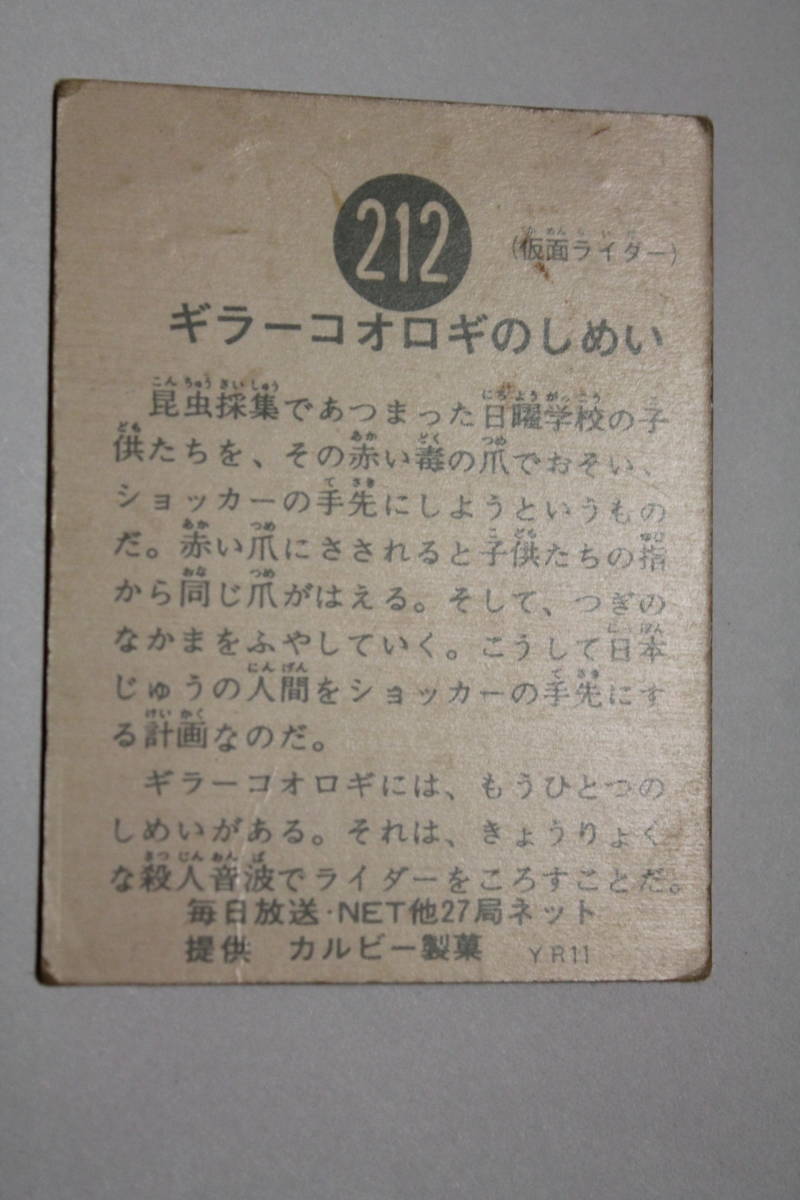 212
(仮面ライダー)
ギラーコオロギのしめい
昆虫採集であつまった日曜学校の子
供たちを、その赤い毒の爪でおそい、
ショッカーの手先にしようというもの
だ。赤い爪にさされると子供たちの指
から同じ爪がはえる。そして、つぎの
なかまをふやしていく。こうして日本
じゅうの人間をショッカーの手先にす
る計画なのだ。
ギラーコオロギには、もうひとつの
しめいがある。それは、きょうりょく
な殺人音波でライダーをころすことだ。
毎日放送・NET他27局ネット
提供 カルビー製菓 YR11